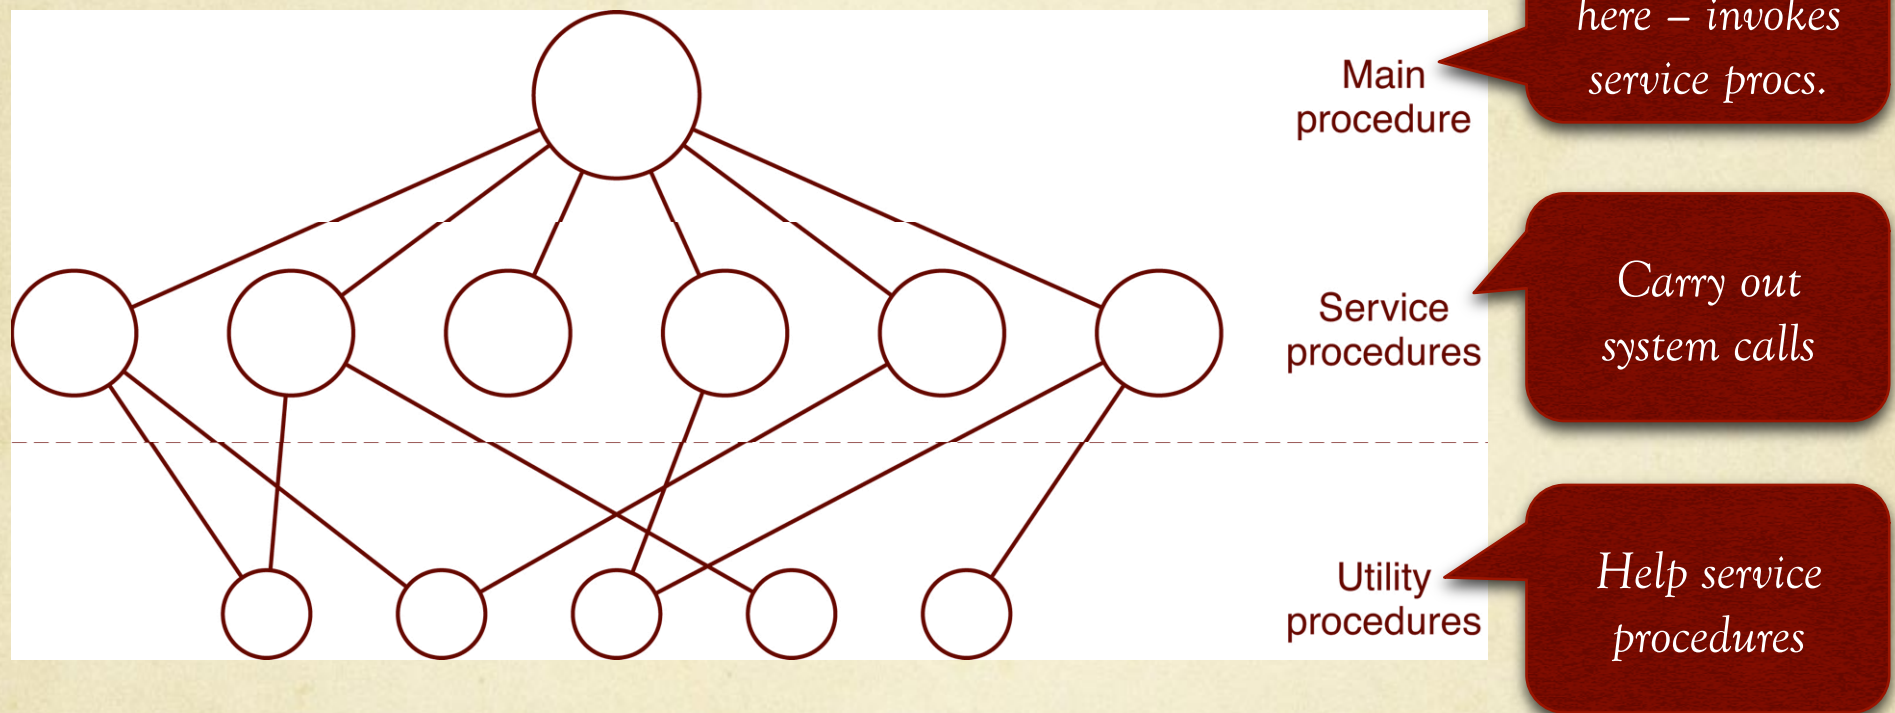 here – invokes
service procs.
Main
procedure
Carry out
system calls
Service
procedures
Help service
procedures
Utility
procedures